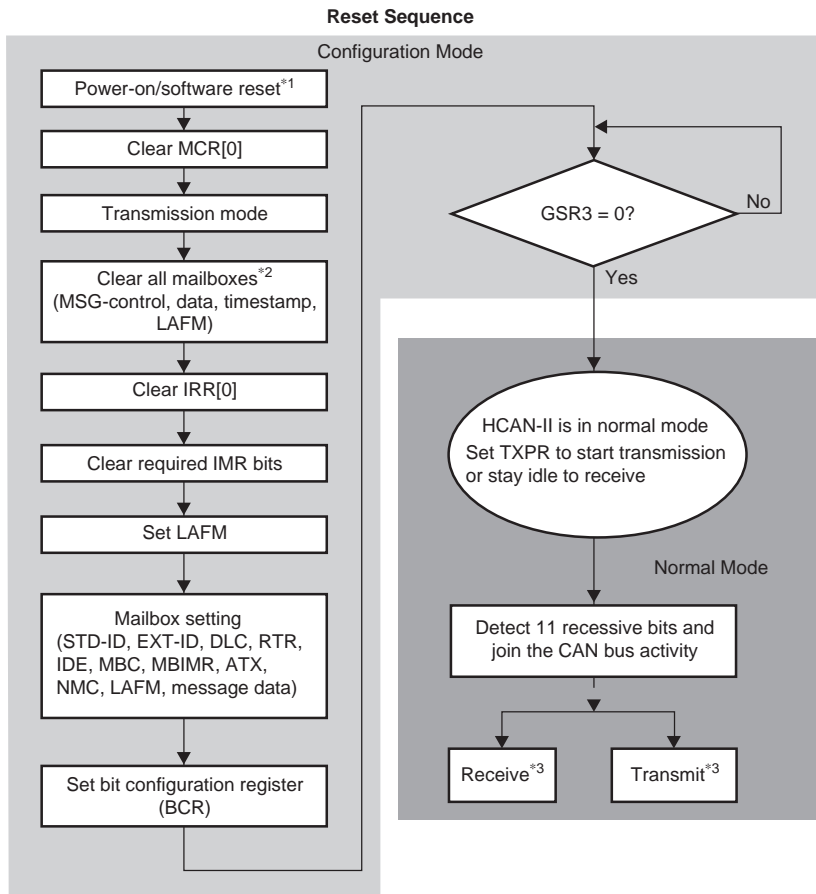 Reset Sequence
Configuration Mode
Power-on/software reset*1
Clear MCR[0]
Transmission mode
Clear all mailboxes*2
(MSG-control, data, timestamp,
LAFM)
Clear IRR[0]
Clear required IMR bits
Set LAFM
Mailbox setting
(STD-ID, EXT-ID, DLC, RTR,
IDE, MBC, MBIMR, ATX,
NMC, LAFM, message data)
Set bit configuration register
(BCR)
GSR3 = 0?
No
Yes
HCAN-II is in normal mode
Set TXPR to start transmission
or stay idle to receive
Normal Mode
Detect 11 recessive bits and
join the CAN bus activity
Receive*3
Transmit*3